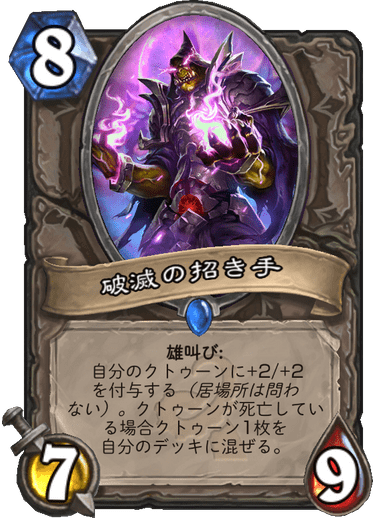 8
破滅の招き手
雄叫び:
自分のクトゥーンに+2/+2
を付与する (居場所は問わ
ない)。クトゥーンが死亡してい
る場合クトゥーン1枚を
自分のデッキに混ぜる。
7
9